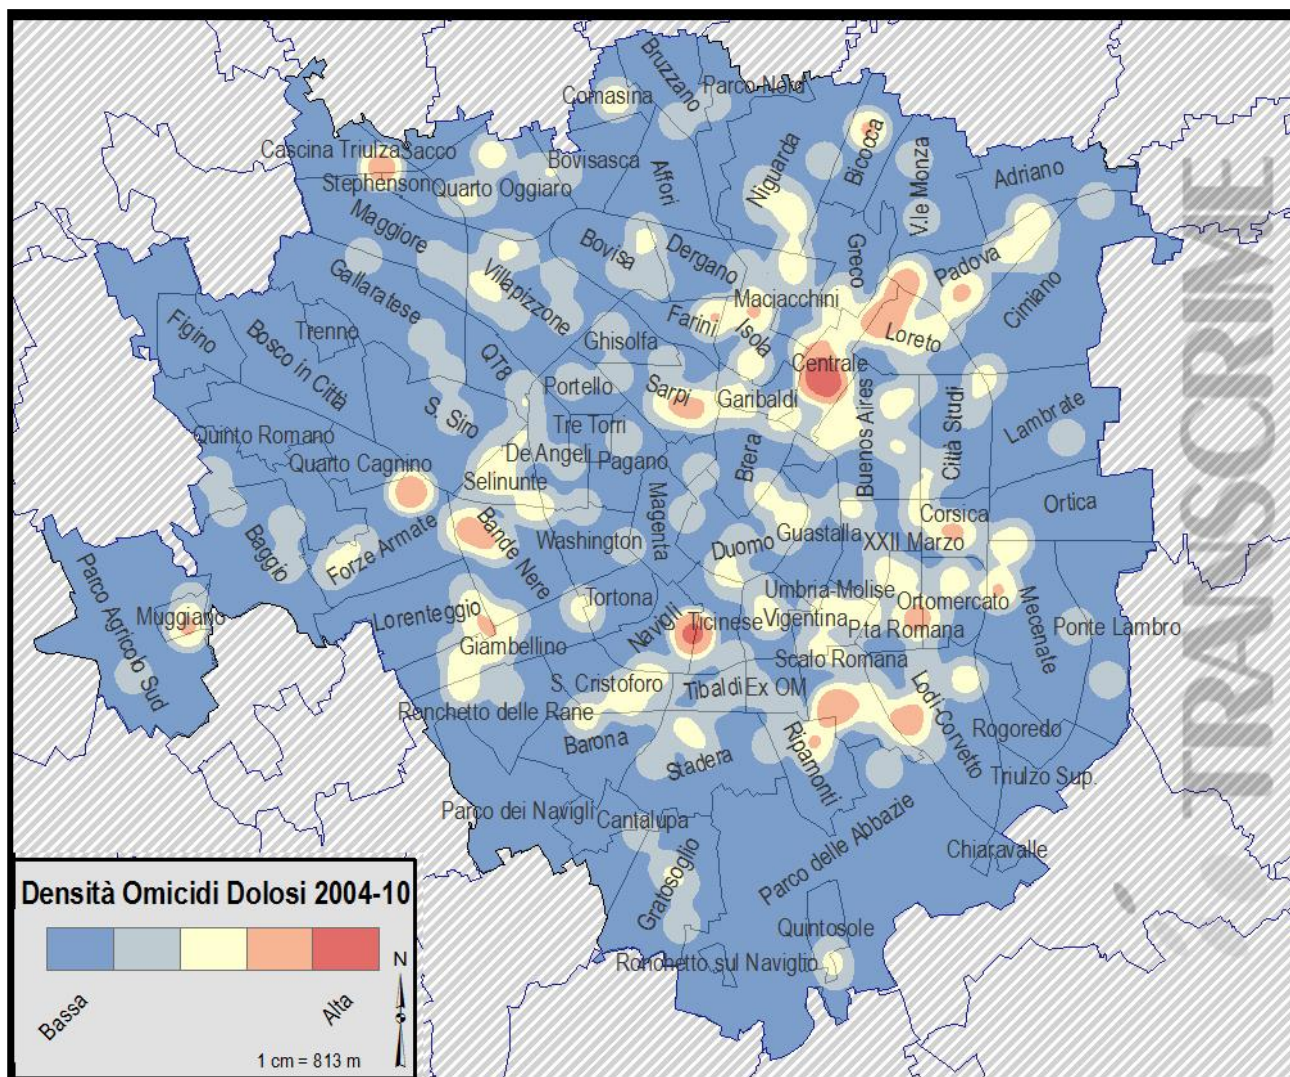 Bruzzano
Parco Nord
Comasina
Cascina Triulza
Sacco
Bovisasca
Affori
Niguarda
Bicocca
V.le Monza
Adriano
Stephenson
Quarto Oggiaro
Maggiore
Bovisa
Dergano
Greco
Padova
Cimiano
Gallaratese
Villapizzone
Maciacchini
Figino
Bosco in Città
Trenno
Ghisolfa
Farini
Isola
Loreto
QT8
Portello
Sarpi
Garibaldi
Centrale
Buenos Aires
Città Studi
Lambrate
S. Siro
Tre Torri
Quinto Romano
Quarto Cagnino
De Angeli
Pagano
Brera
Selinunte
Magenta
Ortica
Baggio
Forze Armate
Bande Nere
Washington
Duomo
Guastalla
Corsica
XXII Marzo
Parco Agricolo Sud
Muggiano
Lorenteggio
Tortona
Navigli
Ticinese
Umbria-Molise
Vigentina
Ortomercato
Mecenate
Giambellino
P.ta Romana
Ponte Lambro
S. Cristoforo
Scalo Romana
Tibaldi
Ex OM
Lodi-Corvetto
Ronchetto delle Rane
Barona
Stadera
Ripamonti
Rogoredo
Triulzo Sup.
Parco dei Navigli
Cantalupa
Gratosoglio
Parco delle Abbazie
Chiaravalle
Quintosole
Ronchetto sul Naviglio
TRANSCRIME
Densità Omicidi Dolosi 2004-10
Bassa
Alta
N
1 cm = 813 m